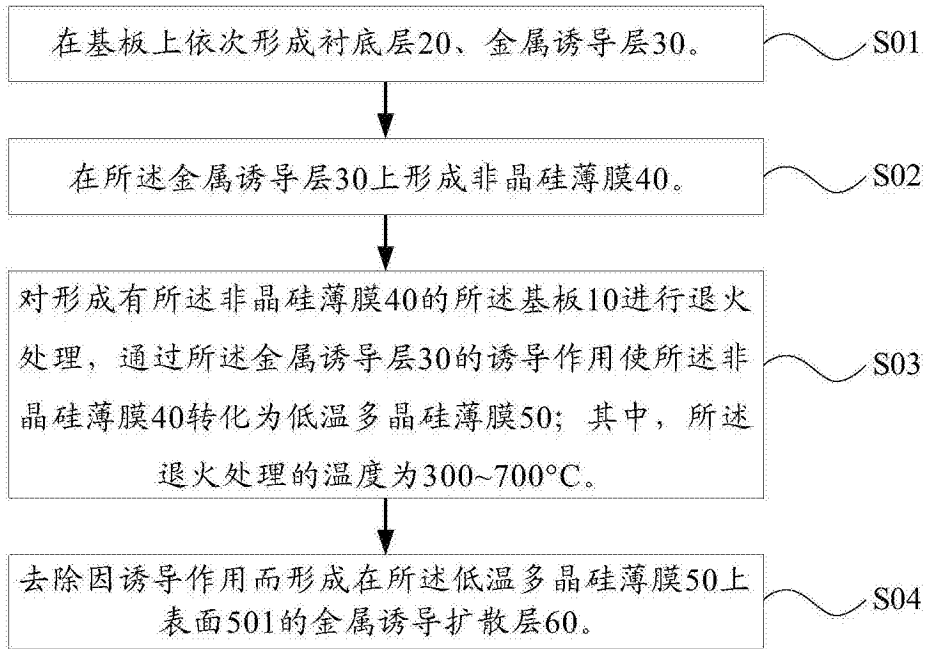 在基板上依次形成衬底层20、金属诱导层30。
S01
在所述金属诱导层30上形成非晶硅薄膜40。
S02
对形成有所述非晶硅薄膜40的所述基板10进行退火
处理，通过所述金属诱导层30的诱导作用使所述非
晶硅薄膜40转化为低温多晶硅薄膜50；其中，所述
退火处理的温度为300~700°C。
S03
去除因诱导作用而形成在所述低温多晶硅薄膜50上
表面501的金属诱导扩散层60。
S04